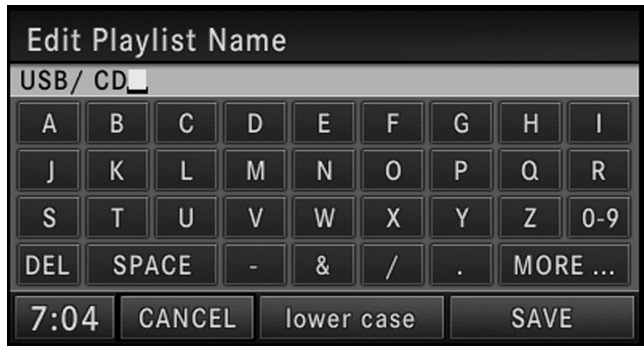 Edit Playlist Name
USB/ CD
A B C D E F G H I
J K L M N O P Q R
S T U V W X Y Z 0-9
DEL SPACE - & / . MORE ...
7:04 CANCEL lower case SAVE